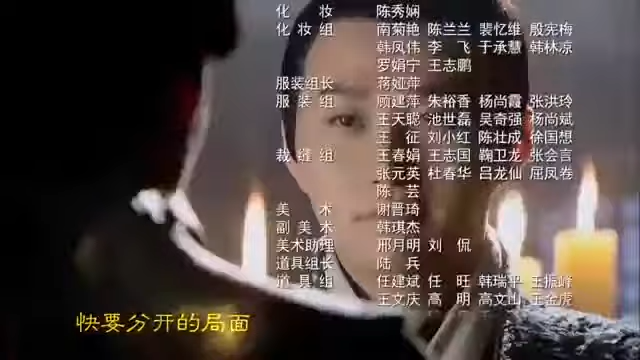 化 妆 陈秀娴
化 妆 组 南菊艳 陈兰兰 裴忆维 殷宪梅
韩凤伟 李 飞 于承慧 韩林凉
罗娟宁 王志鹏
服装组长 蒋娅萍
服 装 组 顾建萍 朱裕香 杨尚霞 张洪玲
王天聪 池世磊 吴奇强 杨尚斌
王 征 刘小红 陈壮成 徐国想
裁 缝 组 王春娟 王志国 鞠卫龙 张会言
张元英 杜春华 吕龙仙 屈凤卷
陈 芸
美 术 谢晋琦
副 美 术 韩琪杰
美术助理 邢月明 刘 侃
道具组长 陆 兵
道 具 组 任建斌 任 旺 韩瑞平 王振峰
王文庆 高 明 高文山 王金虎
快要分开的局面